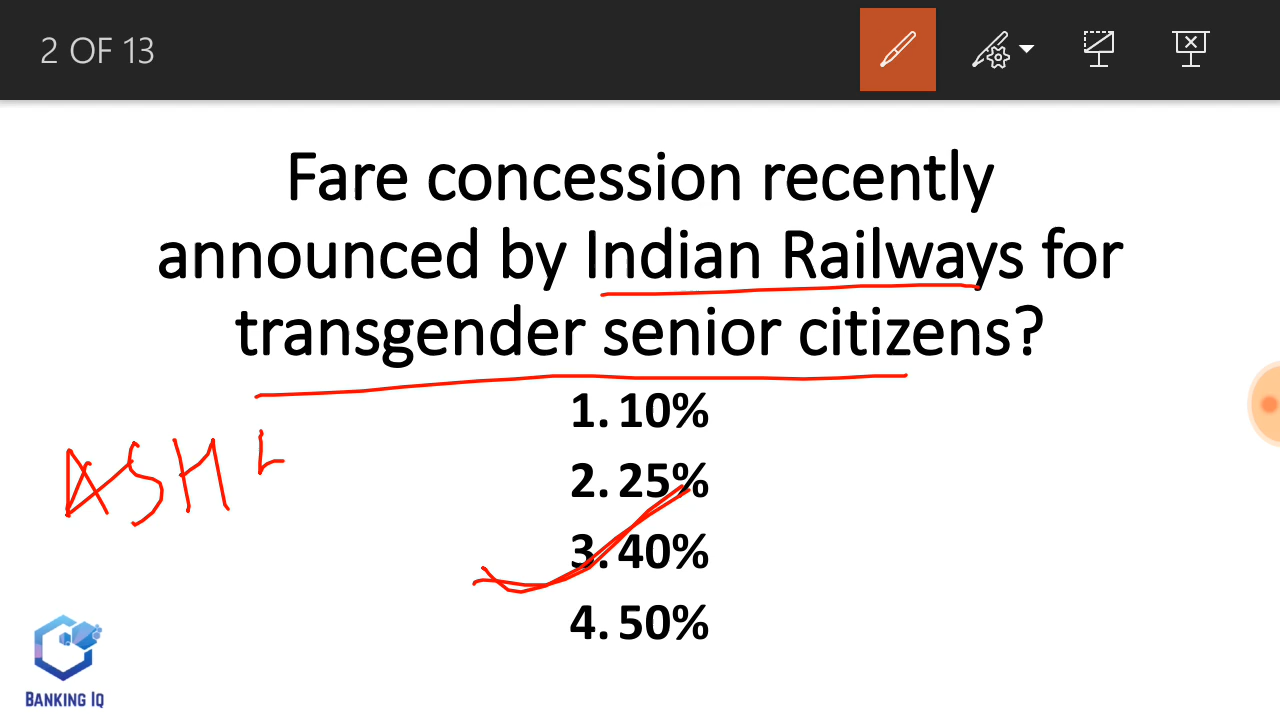 2 OF 13
Fare concession recently
announced by Indian Railways for
transgender senior citizens?
1. 10%
2. 25%
ASH
3. 40%
4. 50%
BANKING IQ